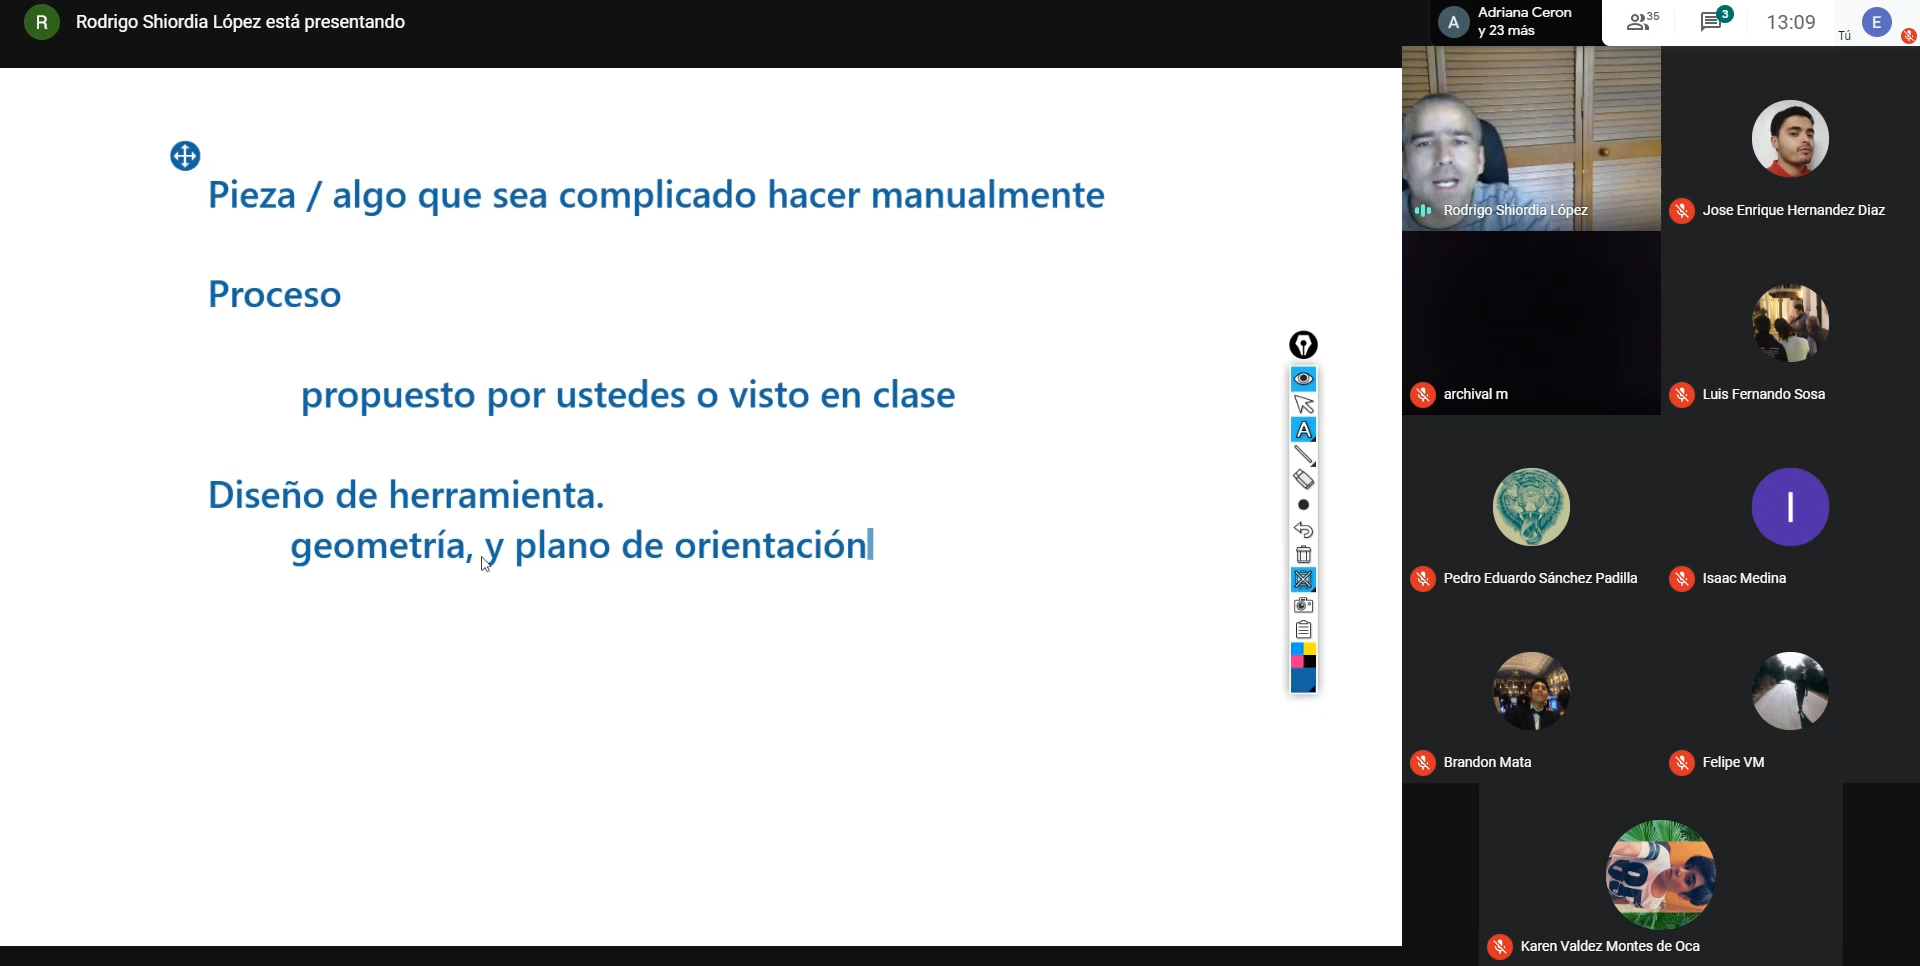 R
Rodrigo Shiordia López está presentando
A
Adriana Ceron
y 23 más
35
3
13:09
Tú
E
Pieza / algo que sea complicado hacer manualmente
Proceso
propuesto por ustedes o visto en clase
Diseño de herramienta.
geometría, y plano de orientación
A
Rodrigo Shiordia López
Jose Enrique Hernandez Diaz
archival m
Luis Fernando Sosa
Pedro Eduardo Sánchez Padilla
I
Isaac Medina
Brandon Mata
Felipe VM
Karen Valdez Montes de Oca